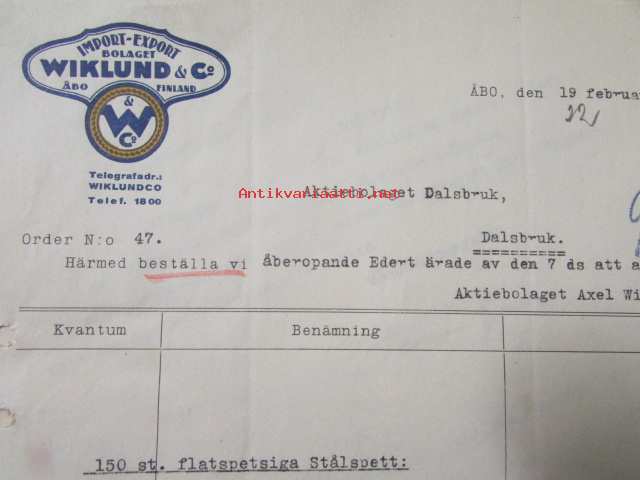 IMPORT-EXPORT
BOLAGET
WIKLUND & Co
ÅBO FINLAND
&
W
Co
Telegrafadr.:
WIKLUNDCO
Telef. 1800
ÅBO, den 19 februa
Antikvariaatti.net
Aktiebolaget Dalsbruk,
Order N:o 47.
Dalsbruk.
Härmed beställa vi åberopande Edert ärade av den 7 ds att a
Aktiebolaget Axel Wi
Kvantum Benämning
150 st. flatspetsiga Stålspett: